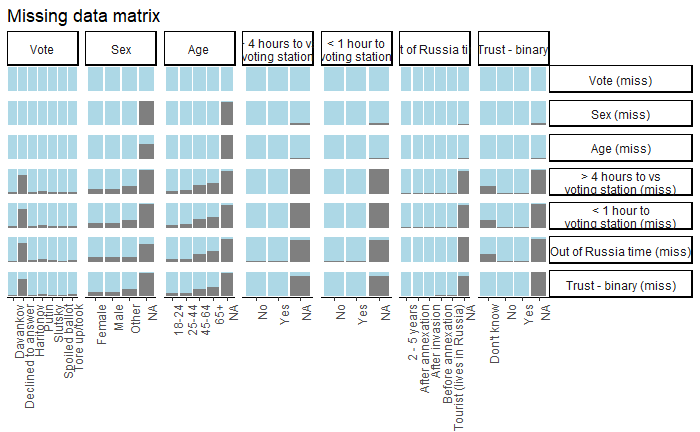 Missing data matrix
Vote
Sex
Age
4 hours to v
voting station
< 1 hour to
voting station
t of Russia ti
Trust - binary
Vote (miss)
Sex (miss)
Age (miss)
> 4 hours to vs
voting station (miss)
< 1 hour to
voting station (miss)
Out of Russia time (miss)
Trust - binary (miss)
Davankov
Declined to answer
Haritonov
Putin
Slutsky
Spoiled ballot
Tore up/took
Female
Male
Other
NA
18-24
25-44
45-64
65+
NA
No
Yes
NA
No
Yes
NA
2 - 5 years
After annexation
After invasion
Before annexation
Tourist (lives in Russia)
NA
Don't know
No
Yes
NA